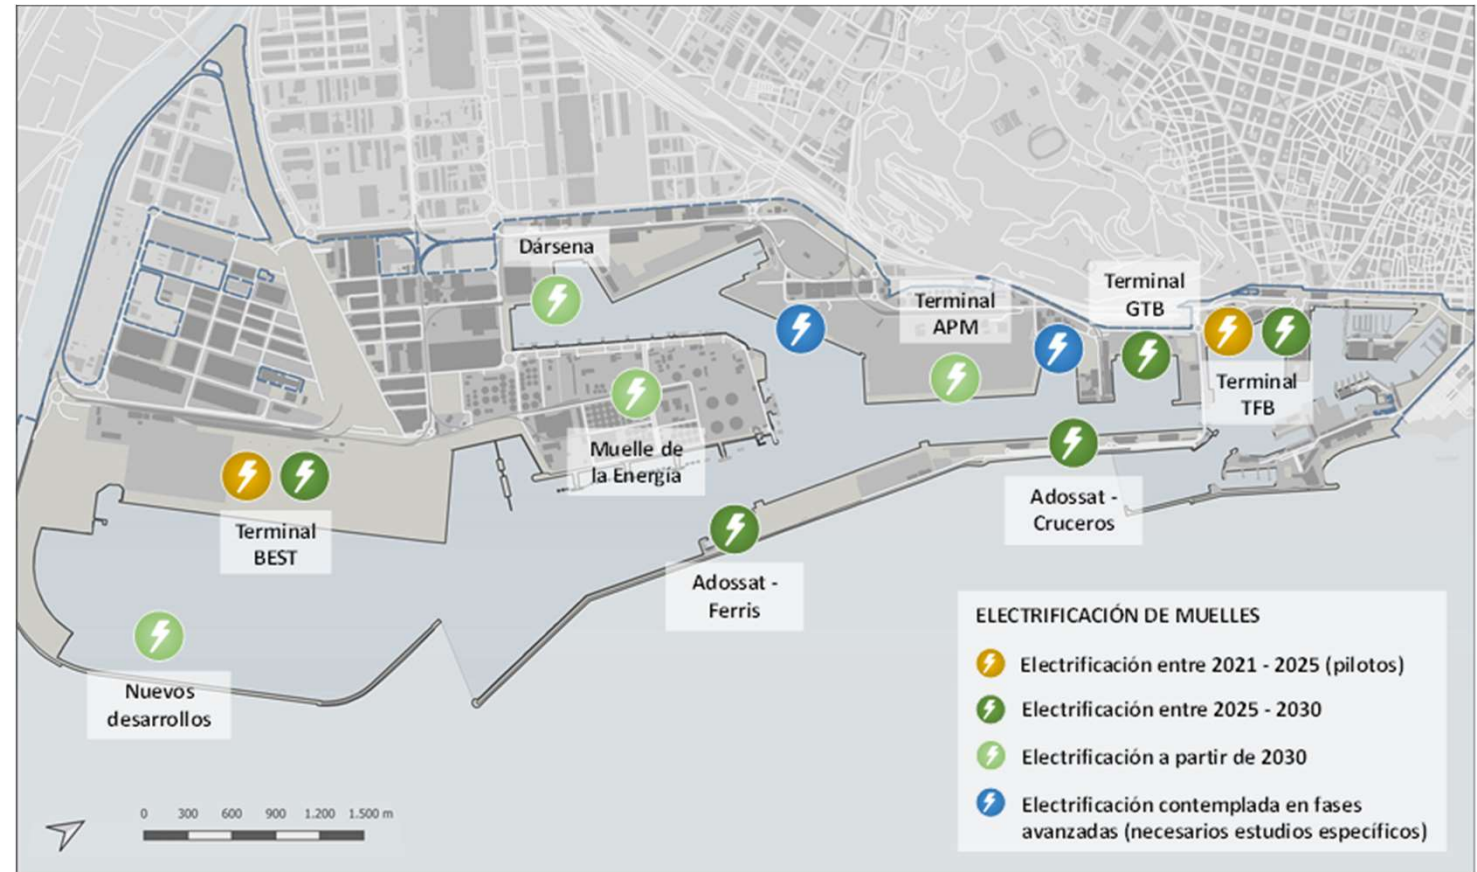 Dársena
Terminal
GTB
Terminal
APM
Terminal
TFB
Muelle de
la Energía
Terminal
BEST
Adossat -
Cruceros
Adossat -
Ferris
Nuevos
desarrollos
ELECTRIFICACIÓN DE MUELLES
Electrificación entre 2021 - 2025 (pilotos)
Electrificación entre 2025 - 2030
Electrificación a partir de 2030
Electrificación contemplada en fases
avanzadas (necesarios estudios específicos)
0 300 600 900 1.200 1.500 m